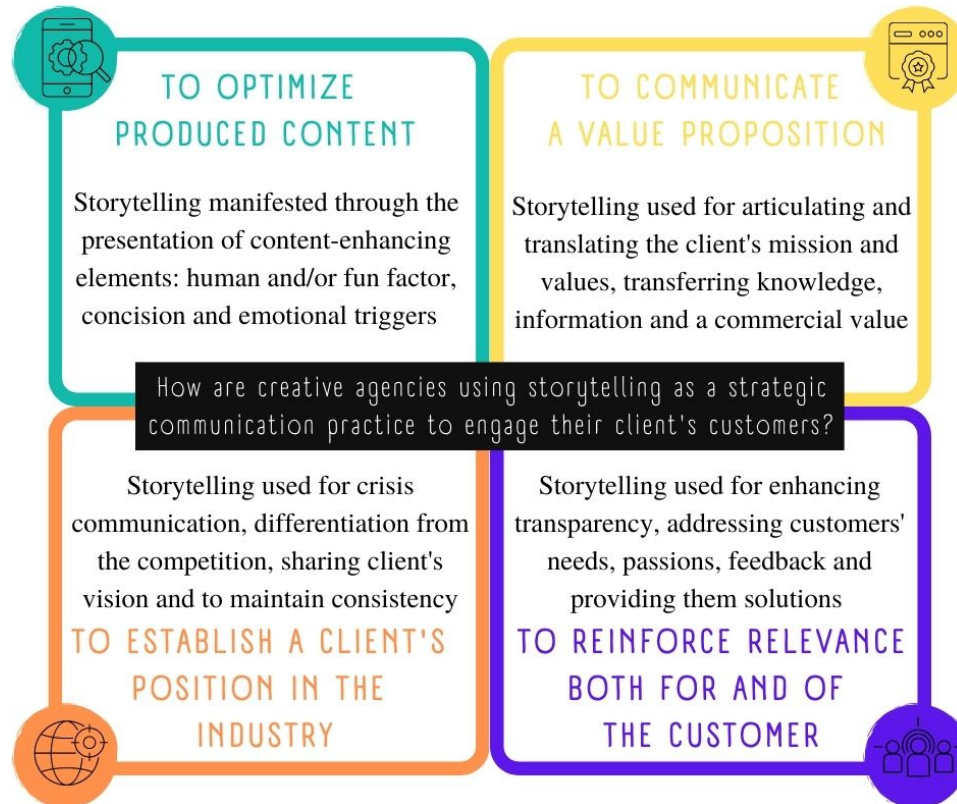 TO OPTIMIZE
PRODUCED CONTENT
Storytelling manifested through the
presentation of content-enhancing
elements: human and/or fun factor,
concision and emotional triggers
TO COMMUNICATE
A VALUE PROPOSITION
Storytelling used for articulating and
translating the client's mission and
values, transferring knowledge,
information and a commercial value
How are creative agencies using storytelling as a strategic
communication practice to engage their client's customers?
Storytelling used for crisis
communication, differentiation from
the competition, sharing client's
vision and to maintain consistency
TO ESTABLISH A CLIENT'S
POSITION IN THE
INDUSTRY
Storytelling used for enhancing
transparency, addressing customers'
needs, passions, feedback and
providing them solutions
TO REINFORCE RELEVANCE
BOTH FOR AND OF
THE CUSTOMER